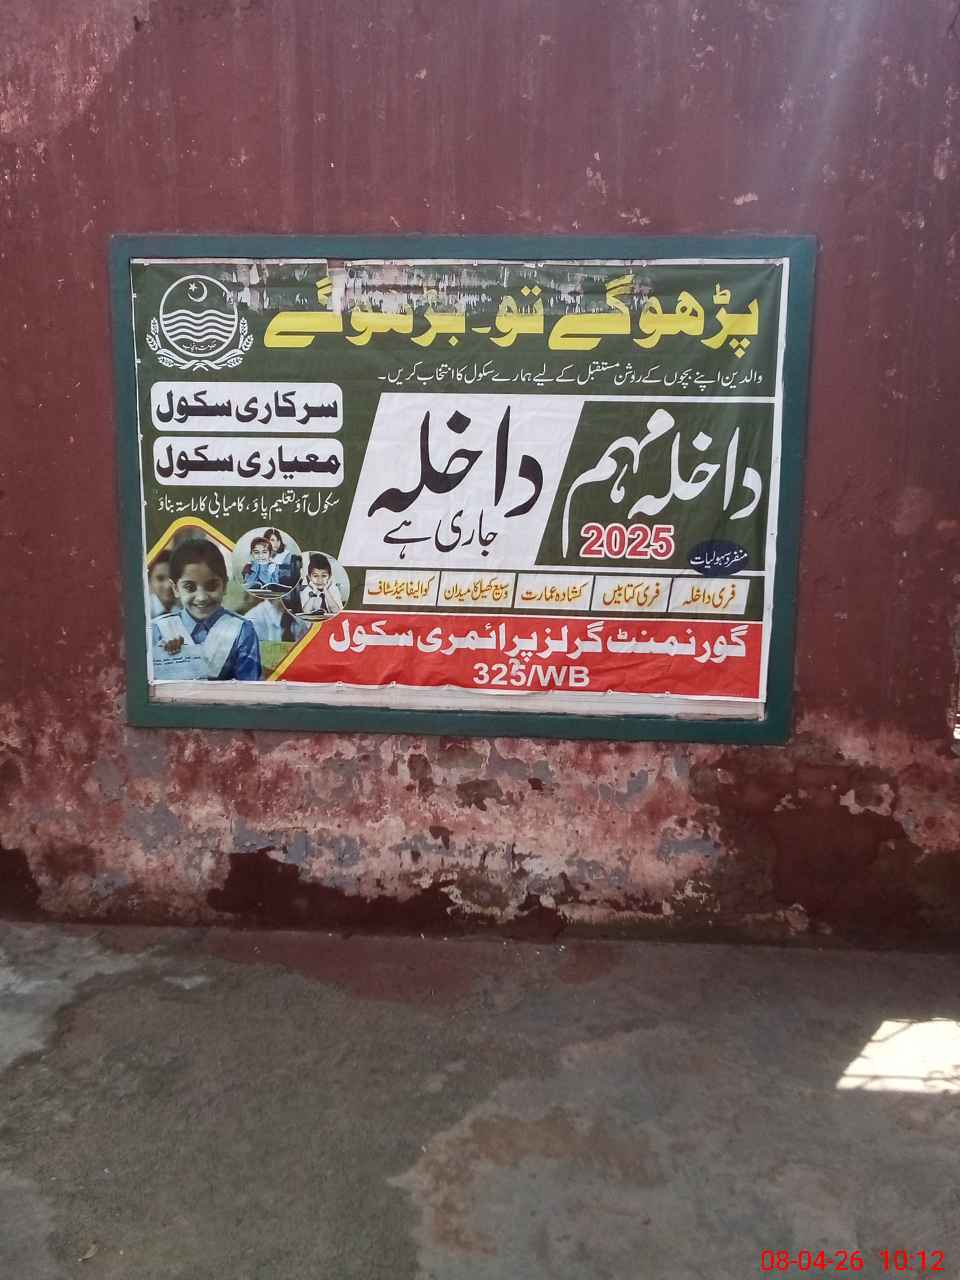 پڑھو گے تو۔ بڑھو گے
والدین اپنے بچوں کے روشن مستقبل کے لیے ہمارے سکول کا انتخاب کریں۔
حکومت پنجاب
سرکاری سکول
معیاری سکول
سکول آؤ تعلیم پاؤ، کامیابی کا راستہ بناؤ
داخلہ مہم
2025
داخلہ
جاری ہے
منفرد سہولیات
فری داخلہ
فری کتابیں
کشادہ عمارت
وسیع کھیل کا میدان
کوالیفائیڈ سٹاف
گورنمنٹ گرلز پرائمری سکول
325/WB
08-04-26 10:12